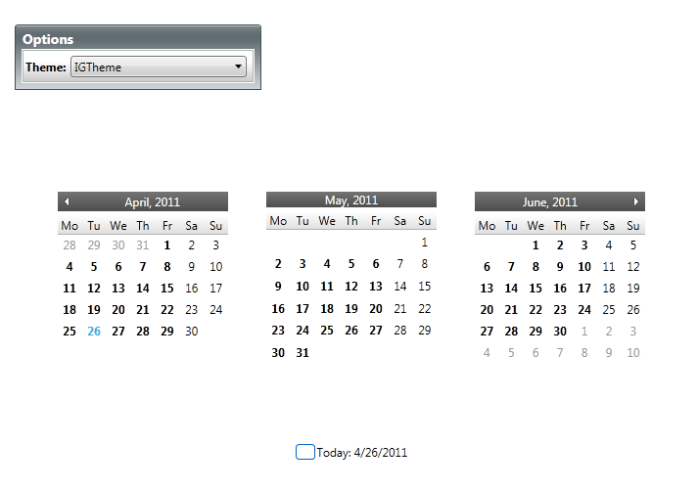 Options
Theme: IGTheme
April, 2011
Mo Tu We Th Fr Sa Su
28 29 30 31 1 2 3
4 5 6 7 8 9 10
11 12 13 14 15 16 17
18 19 20 21 22 23 24
25 26 27 28 29 30
May, 2011
Mo Tu We Th Fr Sa Su
1
2 3 4 5 6 7 8
9 10 11 12 13 14 15
16 17 18 19 20 21 22
23 24 25 26 27 28 29
30 31
June, 2011
Mo Tu We Th Fr Sa Su
1 2 3 4 5
6 7 8 9 10 11 12
13 14 15 16 17 18 19
20 21 22 23 24 25 26
27 28 29 30 1 2 3
4 5 6 7 8 9 10
Today: 4/26/2011